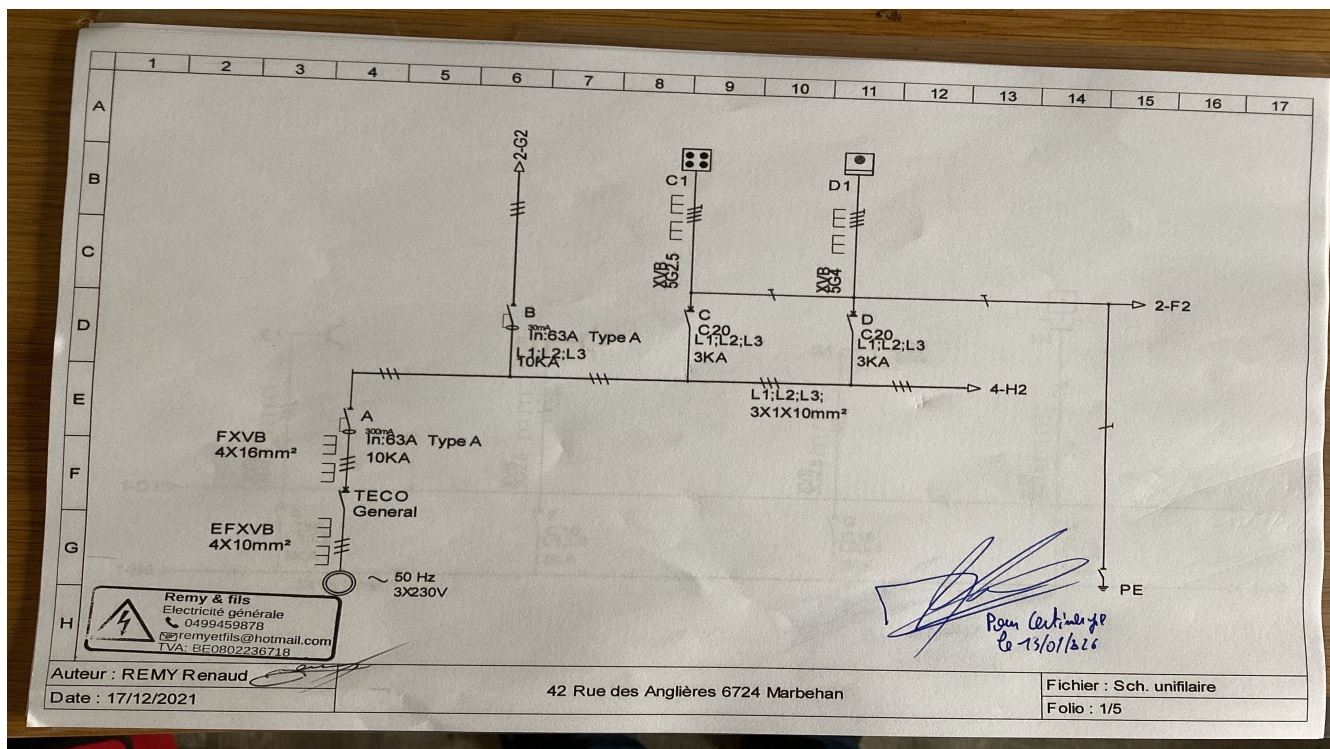 1 2 3 4 5 6 7 8 9 10 11 12 13 14 15 16 17
A
B
C
D
E
F
G
H
2-G2
C1
D1
XVB
5G2.5
XVB
5G4
2-F2
B
30mA
In:63A Type A
L1;L2;L3
10KA
C
C20
L1;L2;L3
3KA
D
C20
L1;L2;L3
3KA
4-H2
L1;L2;L3;
3X1X10mm²
A
300mA
In:63A Type A
10KA
FXVB
4X16mm²
TECO
General
EFXVB
4X10mm²
~ 50 Hz
3X230V
PE
Remy & fils
Electricité générale
0499459878
remyetfils@hotmail.com
TVA: BE0802236718
Pour
le 13/01/
Auteur : REMY Renaud
Date : 17/12/2021
42 Rue des Anglières 6724 Marbehan
Fichier : Sch. unifilaire
Folio : 1/5